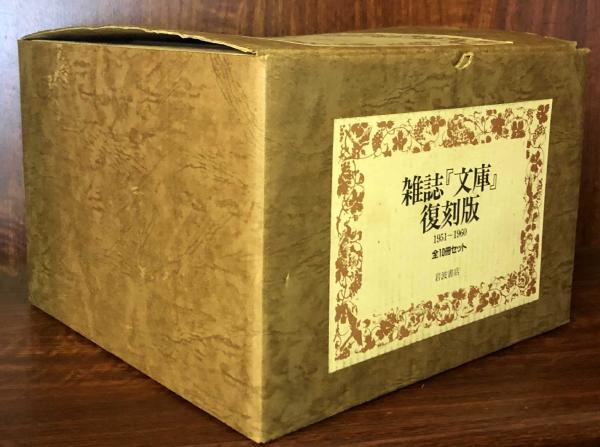 雑誌『文庫』
復刻版
1951－1960
全10冊セット
岩波書店